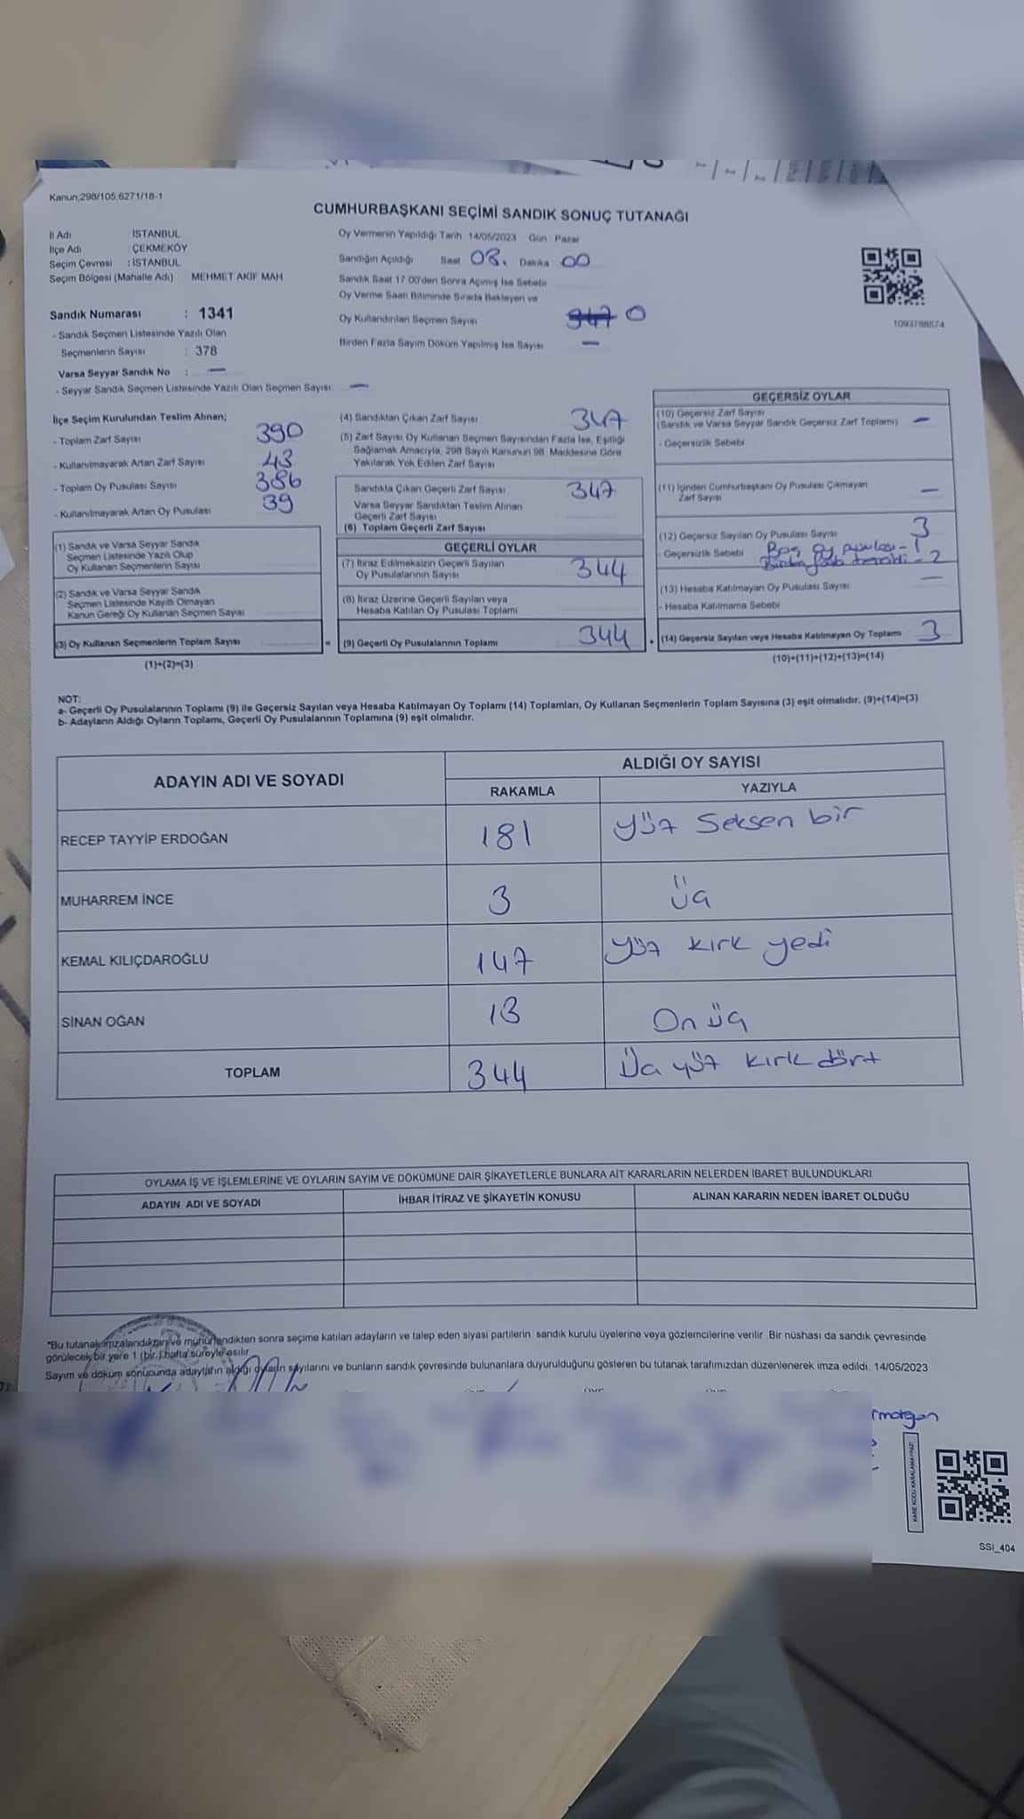 Kanun;298/105;6271/18-1
CUMHURBAŞKANI SEÇİMİ SANDIK SONUÇ TUTANAĞI
İl Adı İSTANBUL
İlçe Adı ÇEKMEKÖY
Seçim Çevresi : İSTANBUL
Seçim Bölgesi (Mahalle Adı) MEHMET AKİF MAH
Sandık Numarası : 1341
- Sandık Seçmen Listesinde Yazılı Olan
Seçmenlerin Sayısı : 378
Varsa Seyyar Sandık No : —
- Seyyar Sandık Seçmen Listesinde Yazılı Olan Seçmen Sayısı: —
Oy Vermenin Yapıldığı Tarih 14/05/2023 Gün Pazar
Sandığın Açıldığı Saat 08. Dakika 00
Sandık Saat 17.00'den Sonra Açılmış İse Sebebi
Oy Verme Saati Bitiminde Sırada Bekleyen ve
Oy Kullandırılan Seçmen Sayısı 347 0
Birden Fazla Sayım Döküm Yapılmış İse Sayısı —
1093788574
İlçe Seçim Kurulundan Teslim Alınan;
- Toplam Zarf Sayısı 390
- Kullanılmayarak Artan Zarf Sayısı 43
- Toplam Oy Pusulası Sayısı 386
- Kullanılmayarak Artan Oy Pusulası 39
(1) Sandık ve Varsa Seyyar Sandık
Seçmen Listesinde Yazılı Olup
Oy Kullanan Seçmenlerin Sayısı
(2) Sandık ve Varsa Seyyar Sandık
Seçmen Listesinde Kayıtlı Olmayan
Kanun Gereği Oy Kullanan Seçmen Sayısı
(3) Oy Kullanan Seçmenlerin Toplam Sayısı =
(1)+(2)=(3)
(4) Sandıktan Çıkan Zarf Sayısı 347
(5) Zarf Sayısı Oy Kullanan Seçmen Sayısından Fazla İse, Eşitliği
Sağlamak Amacıyla, 298 Sayılı Kanunun 98. Maddesine Göre
Yakılarak Yok Edilen Zarf Sayısı
Sandıkta Çıkan Geçerli Zarf Sayısı 347
Varsa Seyyar Sandıktan Teslim Alınan
Geçerli Zarf Sayısı
(6) Toplam Geçerli Zarf Sayısı
GEÇERLİ OYLAR
(7) İtiraz Edilmeksizin Geçerli Sayılan
Oy Pusulalarının Sayısı 344
(8) İtiraz Üzerine Geçerli Sayılan veya
Hesaba Katılan Oy Pusulası Toplamı
(9) Geçerli Oy Pusulalarının Toplamı 344 +
GEÇERSİZ OYLAR
(10) Geçersiz Zarf Sayısı
(Sandık ve Varsa Seyyar Sandık Geçersiz Zarf Toplamı) —
- Geçersizlik Sebebi
(11) İçinden Cumhurbaşkanı Oy Pusulası Çıkmayan
Zarf Sayısı —
(12) Geçersiz Sayılan Oy Pusulası Sayısı 3
- Geçersizlik Sebebi Boş oy pusulası - 1
- 2
(13) Hesaba Katılmayan Oy Pusulası Sayısı —
- Hesaba Katılmama Sebebi
(14) Geçersiz Sayılan veya Hesaba Katılmayan Oy Toplamı 3
(10)+(11)+(12)+(13)=(14)
NOT:
a- Geçerli Oy Pusulalarının Toplamı (9) ile Geçersiz Sayılan veya Hesaba Katılmayan Oy Toplamı (14) Toplamları, Oy Kullanan Seçmenlerin Toplam Sayısına (3) eşit olmalıdır. (9)+(14)=(3)
b- Adayların Aldığı Oyların Toplamı, Geçerli Oy Pusulalarının Toplamına (9) eşit olmalıdır.
ADAYIN ADI VE SOYADI ALDIĞI OY SAYISI
RAKAMLA YAZIYLA
RECEP TAYYİP ERDOĞAN 181 yüz seksen bir
MUHARREM İNCE 3 üç
KEMAL KILIÇDAROĞLU 147 yüz kırk yedi
SİNAN OĞAN 13 On üç
TOPLAM 344 Üç yüz kırk dört
OYLAMA İŞ VE İŞLEMLERİNE VE OYLARIN SAYIM VE DÖKÜMÜNE DAİR ŞİKAYETLERLE BUNLARA AİT KARARLARIN NELERDEN İBARET BULUNDUKLARI
ADAYIN ADI VE SOYADI İHBAR İTİRAZ VE ŞİKAYETİN KONUSU ALINAN KARARIN NEDEN İBARET OLDUĞU
*Bu tutanak imzalandıktan ve mühürlendikten sonra seçime katılan adayların ve talep eden siyasi partilerin sandık kurulu üyelerine veya gözlemcilerine verilir. Bir nüshası da sandık çevresinde
görülecek bir yere 1 (bir ) hafta süreyle asılır.
Sayım ve döküm sonucunda adayların aldığı oyların sayılarını ve bunların sandık çevresinde bulunanlara duyurulduğunu gösteren bu tutanak tarafımızdan düzenlenerek imza edildi. 14/05/2023
KARE KODU KARALAMAYINIZ!
SSI_404